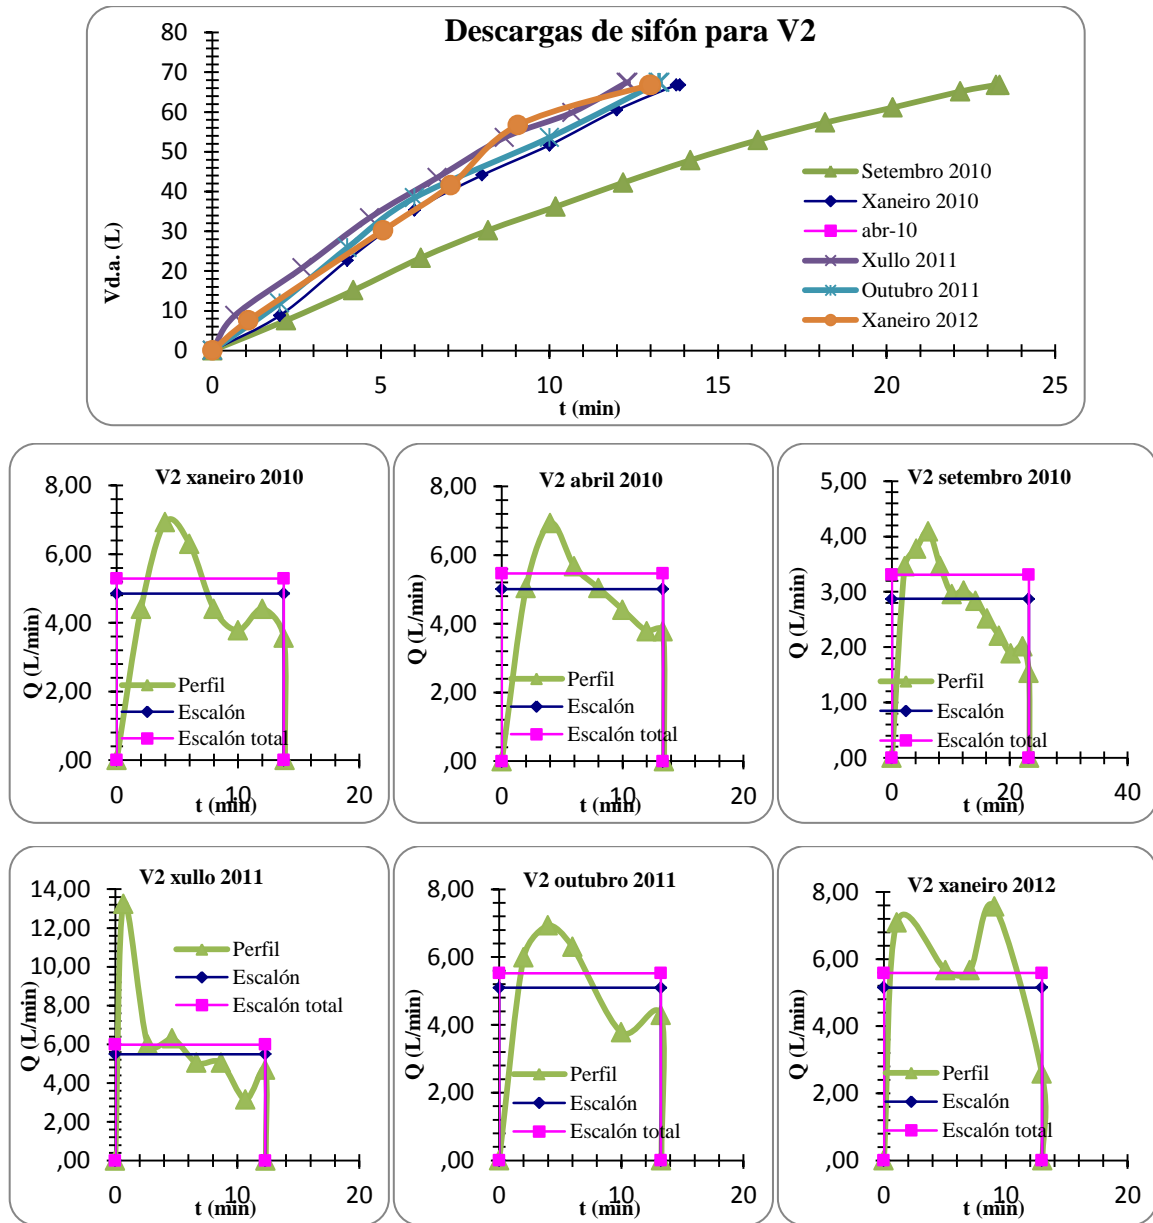 Descargas de sifón para V2
80
70
60
50
40
30
20
10
0
Vd.a. (L)
0 5 10 15 20 25
t (min)
Setembro 2010
Xaneiro 2010
abr-10
Xullo 2011
Outubro 2011
Xaneiro 2012
V2 xaneiro 2010
8,00
6,00
4,00
2,00
,00
Q (L/min)
Perfil
Escalón
Escalón total
0 10 20
t (min)
V2 abril 2010
8,00
6,00
4,00
2,00
,00
Q (L/min)
Perfil
Escalón
Escalón total
0 10 20
t (min)
V2 setembro 2010
5,00
4,00
3,00
2,00
1,00
,00
Q (L/min)
Perfil
Escalón
Escalón total
0 20 40
t (min)
V2 xullo 2011
14,00
12,00
10,00
8,00
6,00
4,00
2,00
,00
Q (L/min)
Perfil
Escalón
Escalón total
0 10 20
t (min)
V2 outubro 2011
8,00
6,00
4,00
2,00
,00
Q (L/min)
Perfil
Escalón
Escalón total
0 10 20
t (min)
V2 xaneiro 2012
8,00
6,00
4,00
2,00
,00
Q (L/min)
Perfil
Escalón
Escalón total
0 10 20
t (min)